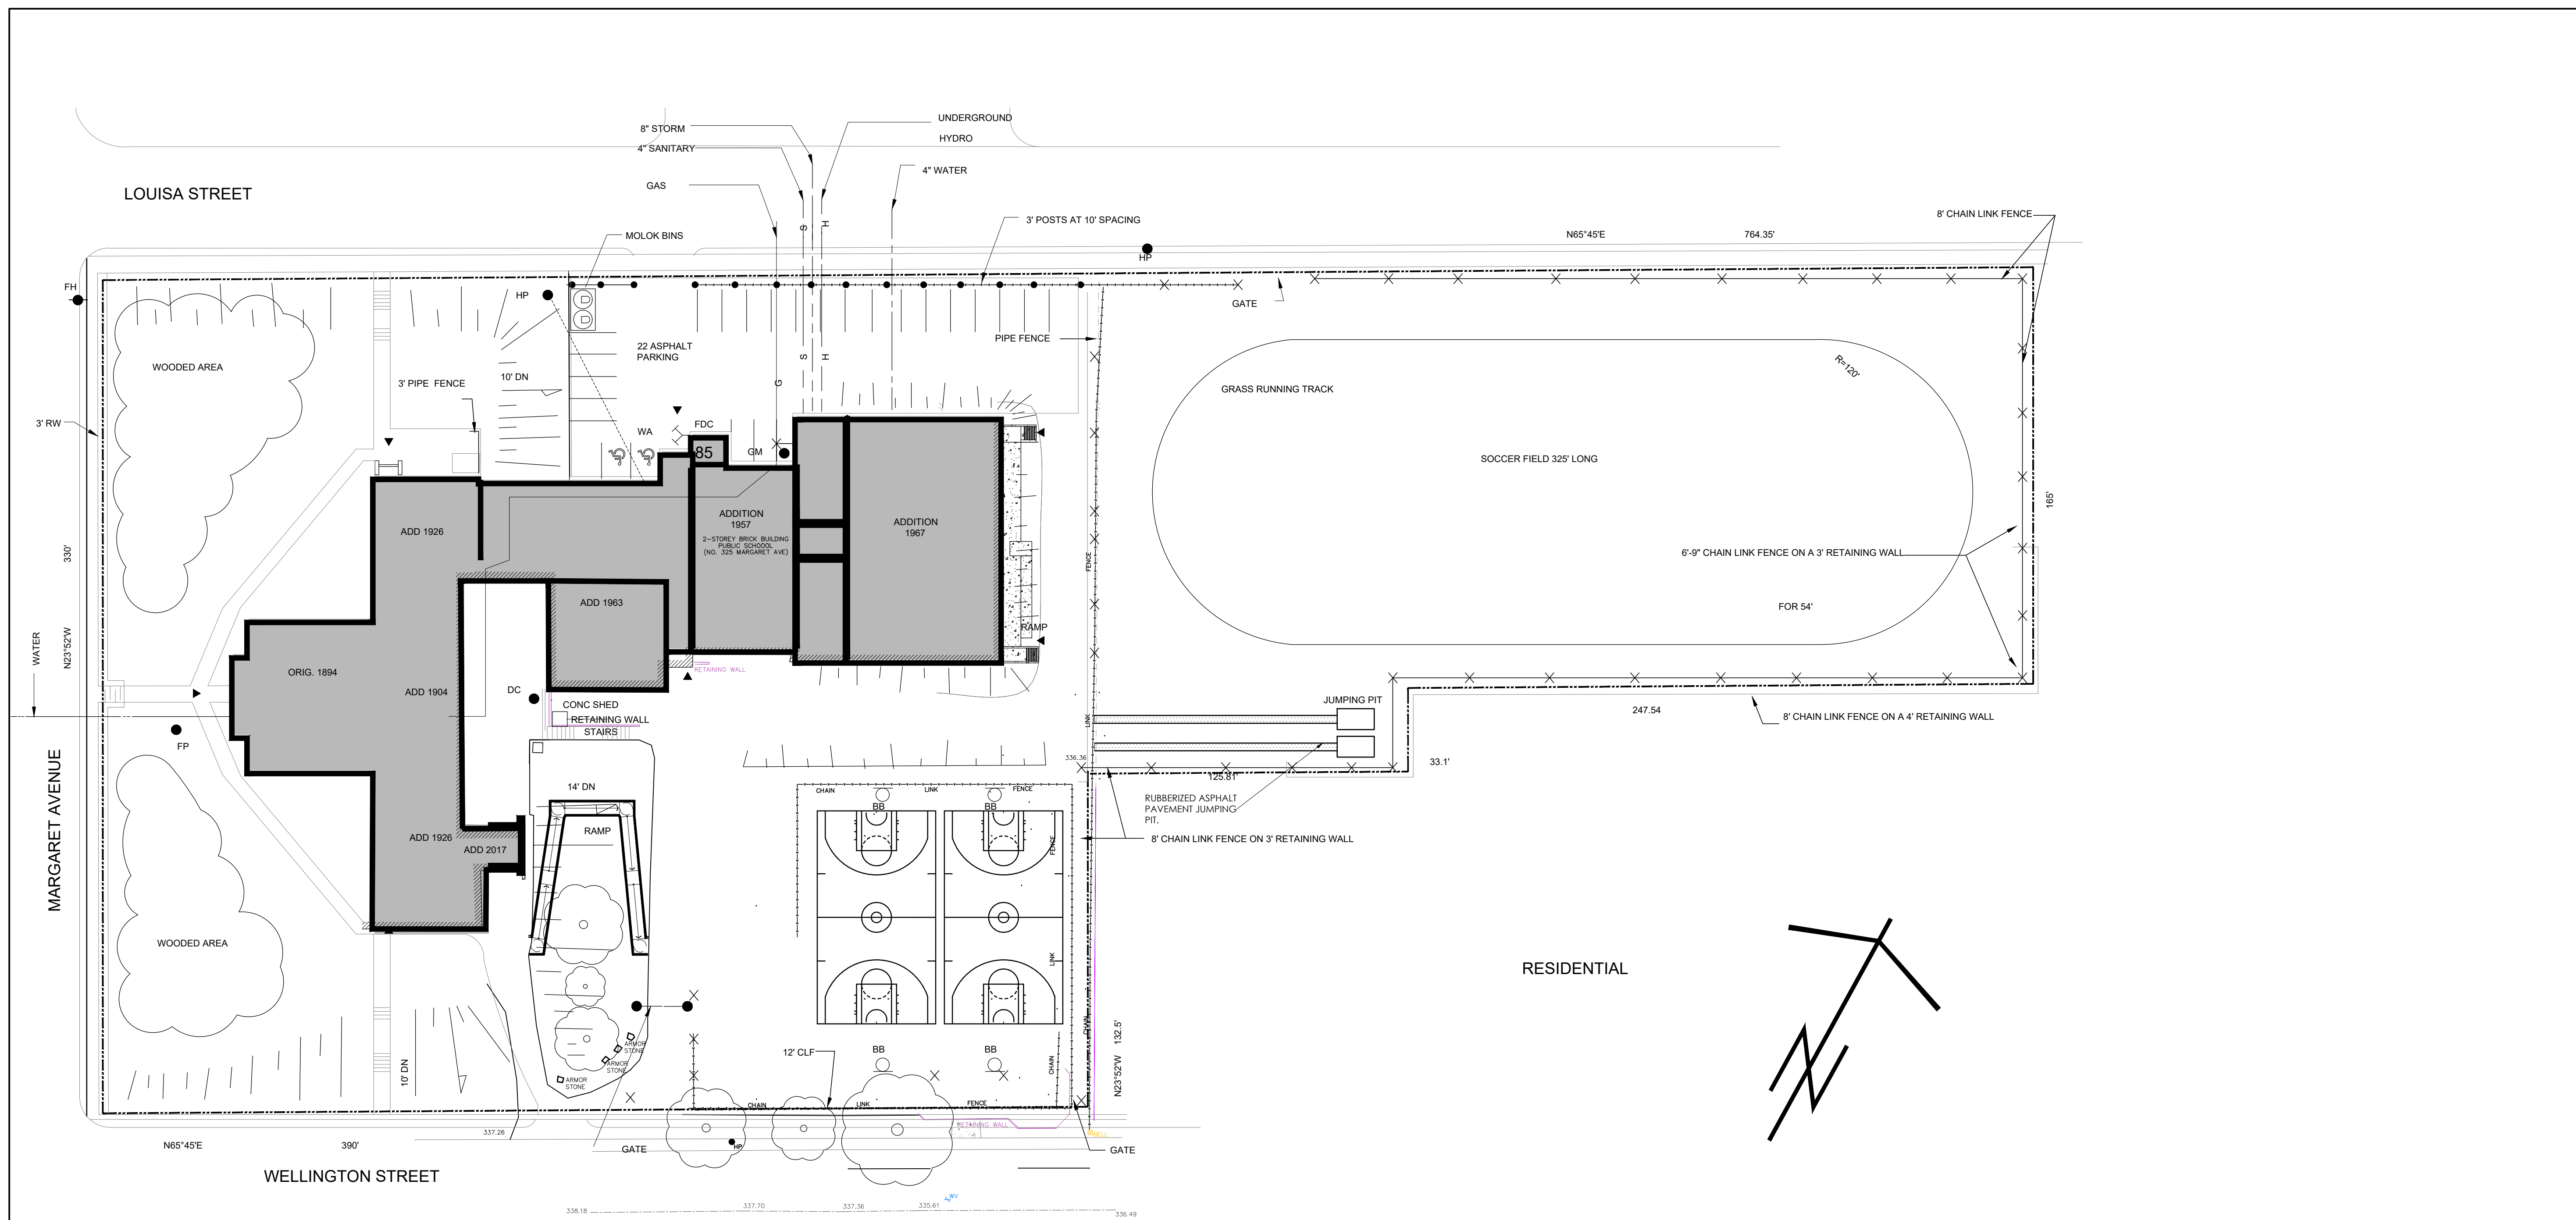 8" STORM
UNDERGROUND
HYDRO
4" SANITARY
4" WATER
GAS
LOUISA STREET
3' POSTS AT 10' SPACING
8' CHAIN LINK FENCE
S
H
MOLOK BINS
N65°45'E
764.35'
HP
FH
HP
GATE
22 ASPHALT
PARKING
PIPE FENCE
S
H
WOODED AREA
R=120'
10' DN
3' PIPE FENCE
G
GRASS RUNNING TRACK
3' RW
WA
FDC
85
GM
SOCCER FIELD 325' LONG
165'
ADD 1926
ADDITION
1957
2-STOREY BRICK BUILDING
PUBLIC SCHOOOL
(NO. 325 MARGARET AVE)
ADDITION
1967
FENCE
6'-9" CHAIN LINK FENCE ON A 3' RETAINING WALL
330'
ADD 1963
FOR 54'
RAMP
WATER
N23°52'W
RETAINING WALL
ORIG. 1894
ADD 1904
DC
CONC SHED
RETAINING WALL
STAIRS
LINK
JUMPING PIT
247.54
8' CHAIN LINK FENCE ON A 4' RETAINING WALL
FP
336.36
33.1'
125.81'
MARGARET AVENUE
14' DN
CHAIN
LINK
FENCE
RUBBERIZED ASPHALT
PAVEMENT JUMPING
PIT.
BB
BB
RAMP
ADD 1926
ADD 2017
FENCE
8' CHAIN LINK FENCE ON 3' RETAINING WALL
WOODED AREA
LINK
RESIDENTIAL
CHAIN
132.5'
ARMOR
STONE
ARMOR
STONE
ARMOR
STONE
12' CLF
BB
BB
CHAIN
N23°52'W
10' DN
CHAIN
LINK
FENCE
RETAINING WALL
337.26
BELL
N65°45'E
390'
HP
GATE
GATE
WELLINGTON STREET
WV
338.18
337.70
337.36
335.61
336.49